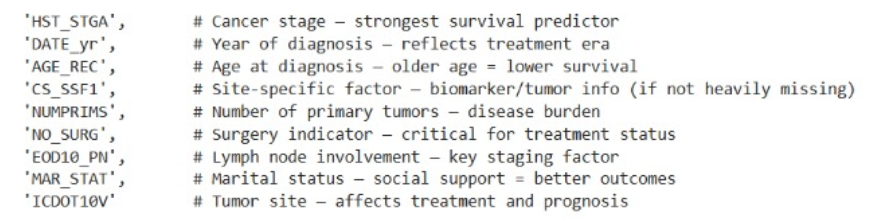 'HST_STGA', # Cancer stage – strongest survival predictor
'DATE_yr', # Year of diagnosis – reflects treatment era
'AGE_REC', # Age at diagnosis – older age = lower survival
'CS_SSF1', # Site-specific factor – biomarker/tumor info (if not heavily missing)
'NUMPRIMS', # Number of primary tumors – disease burden
'NO_SURG', # Surgery indicator – critical for treatment status
'EOD10_PN', # Lymph node involvement – key staging factor
'MAR_STAT', # Marital status – social support = better outcomes
'ICDOT10V' # Tumor site – affects treatment and prognosis